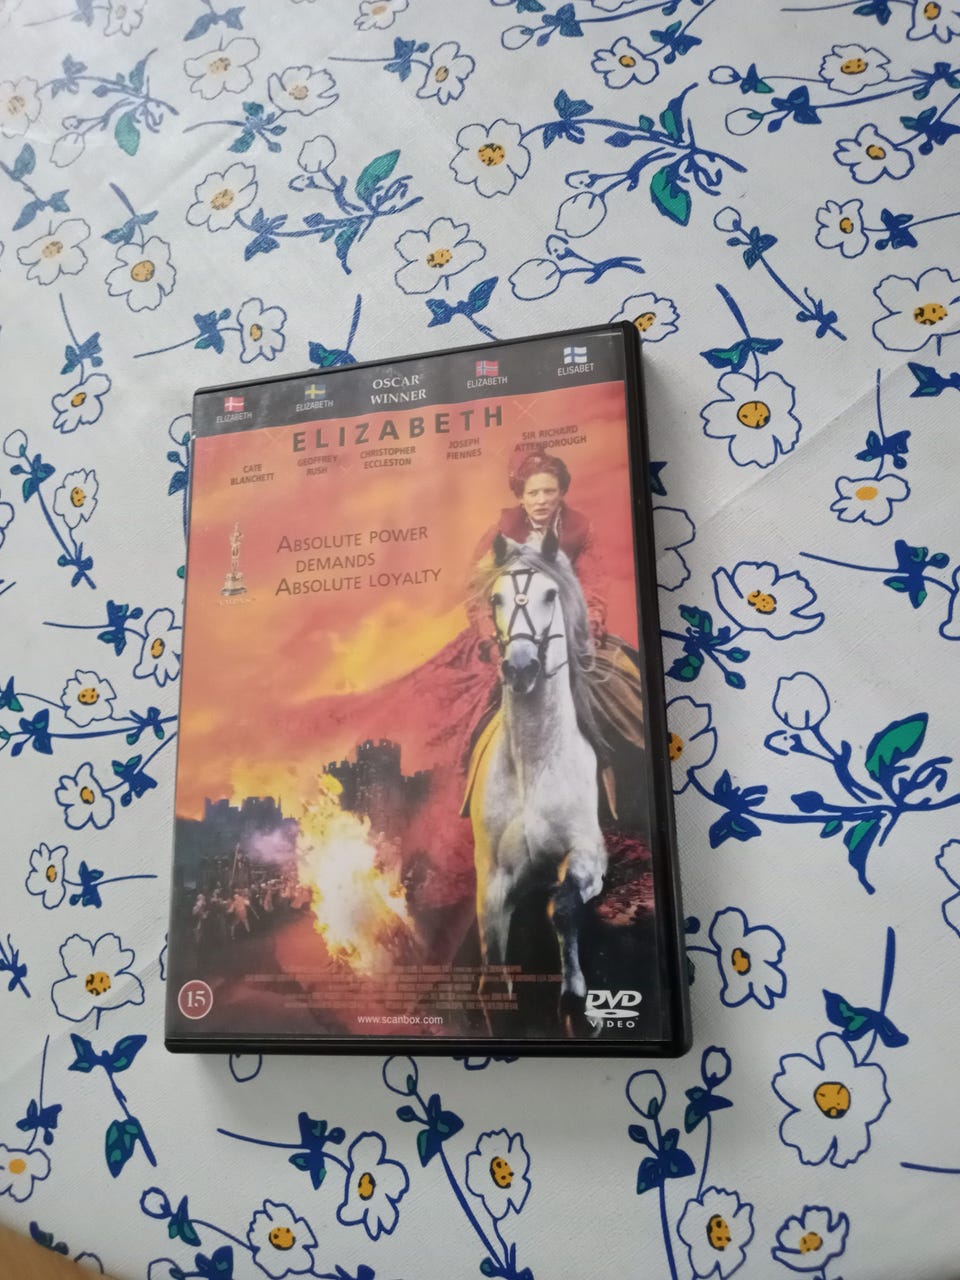 ELIZABETH
ELIZABETH
OSCAR®
WINNER
ELIZABETH
ELISABET
ELIZABETH
CATE
BLANCHETT
GEOFFREY
RUSH
CHRISTOPHER
ECCLESTON
JOSEPH
FIENNES
SIR RICHARD
ATTENBOROUGH
ABSOLUTE POWER
DEMANDS
ABSOLUTE LOYALTY
15
www.scanbox.com
DVD
VIDEO